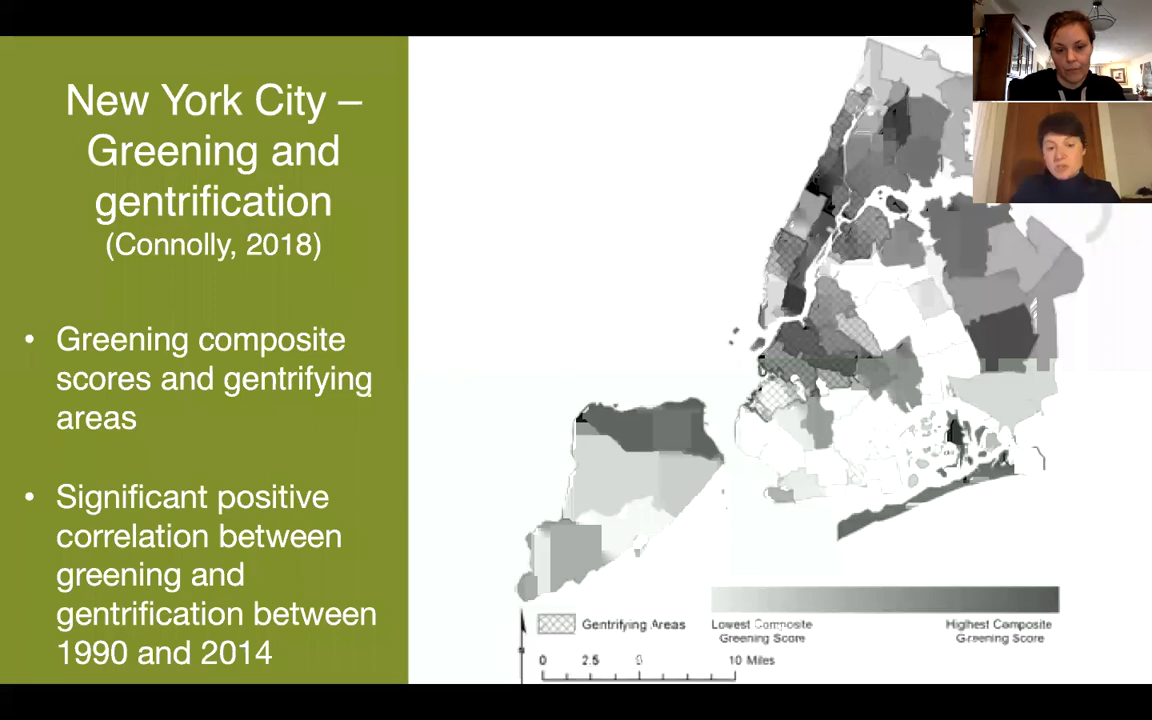 New York City –
Greening and
gentrification
(Connolly, 2018)
• Greening composite
scores and gentrifying
areas
• Significant positive
correlation between
greening and
gentrification between
1990 and 2014
Gentrifying Areas
Lowest Composite
Greening Score
Highest Composite
Greening Score
0 2.5 10 Miles